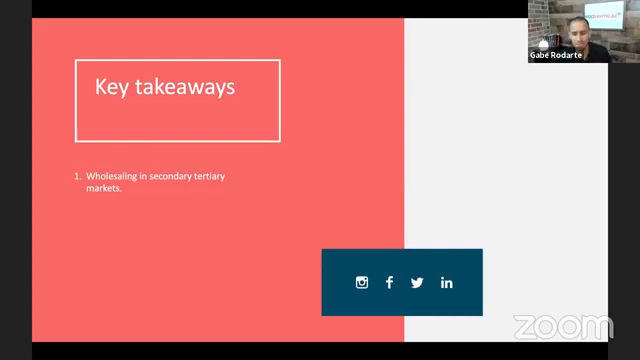 Gabe Rodarte
Key takeaways
1. Wholesaling in secondary tertiary
markets.
zoom